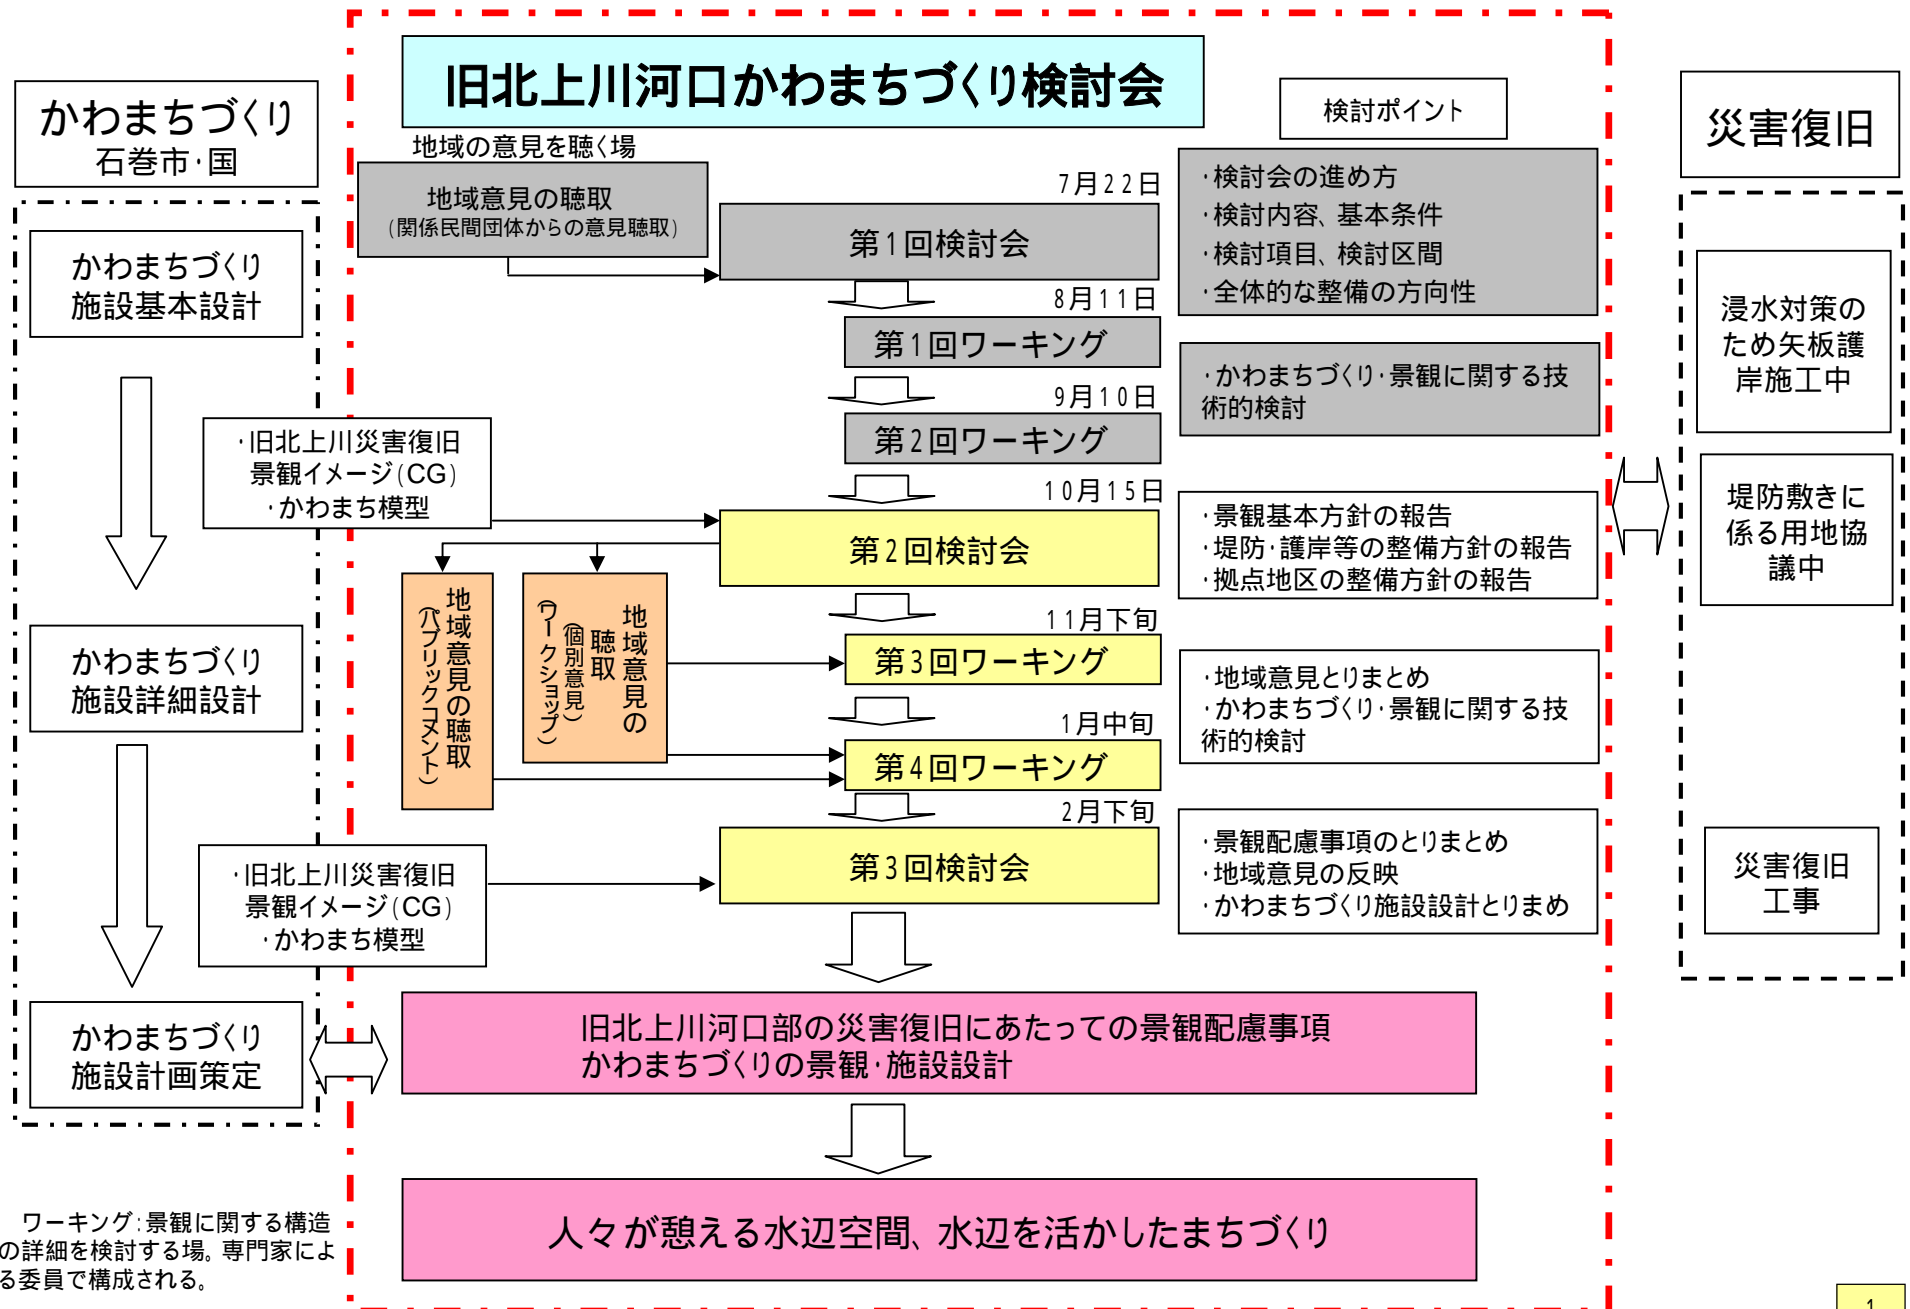 旧北上川河口かわまちづくり検討会
かわまちづくり
石巻市・国
かわまちづくり
施設基本設計
かわまちづくり
施設詳細設計
かわまちづくり
施設計画策定
地域の意見を聴く場
地域意見の聴取
(関係民間団体からの意見聴取)
7月22日
第1回検討会
8月11日
第1回ワーキング
9月10日
第2回ワーキング
10月15日
・旧北上川災害復旧
景観イメージ(CG)
・かわまち模型
第2回検討会
地域意見の聴取
(パブリックコメント)
地域意見の
聴取
(個別意見)
(ワークショップ)
11月下旬
第3回ワーキング
1月中旬
第4回ワーキング
2月下旬
・旧北上川災害復旧
景観イメージ(CG)
・かわまち模型
第3回検討会
検討ポイント
・検討会の進め方
・検討内容、基本条件
・検討項目、検討区間
・全体的な整備の方向性
・かわまちづくり・景観に関する技
術的検討
・景観基本方針の報告
・堤防・護岸等の整備方針の報告
・拠点地区の整備方針の報告
・地域意見とりまとめ
・かわまちづくり・景観に関する技
術的検討
・景観配慮事項のとりまとめ
・地域意見の反映
・かわまちづくり施設設計とりまめ
災害復旧
浸水対策の
ため矢板護
岸施工中
堤防敷きに
係る用地協
議中
災害復旧
工事
旧北上川河口部の災害復旧にあたっての景観配慮事項
かわまちづくりの景観・施設設計
人々が憩える水辺空間、水辺を活かしたまちづくり
ワーキング:景観に関する構造
の詳細を検討する場。専門家によ
る委員で構成される。
1